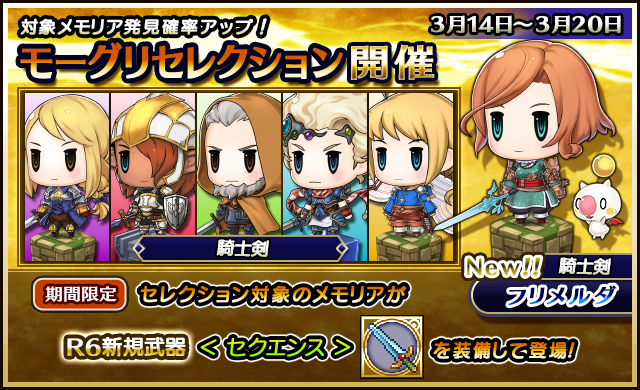 対象メモリア発見確率アップ！
3月14日～3月20日
モーグリセレクション開催
騎士剣
New!! 騎士剣
フリメルダ
期間限定 セレクション対象のメモリアが
R6新規武器 ＜セクエンス＞ を装備して登場!